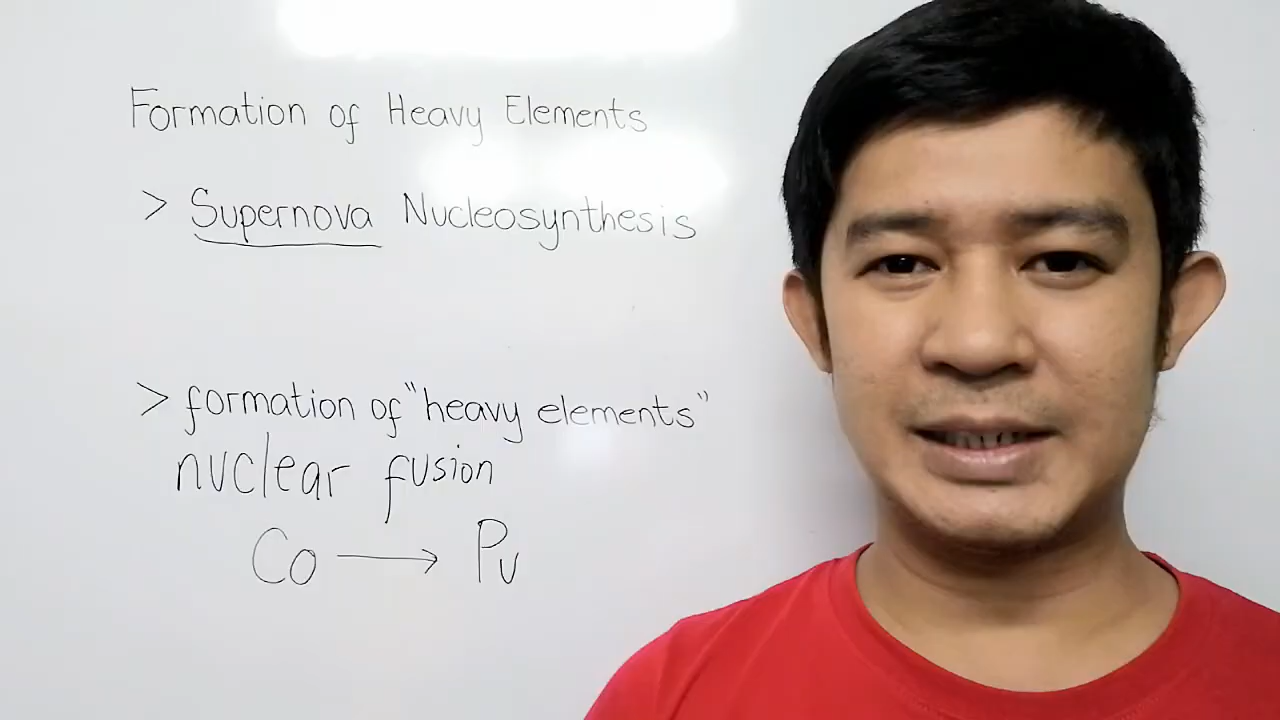 Formation of Heavy Elements
> Supernova Nucleosynthesis
> formation of "heavy elements"
nuclear fusion
Co → Pu